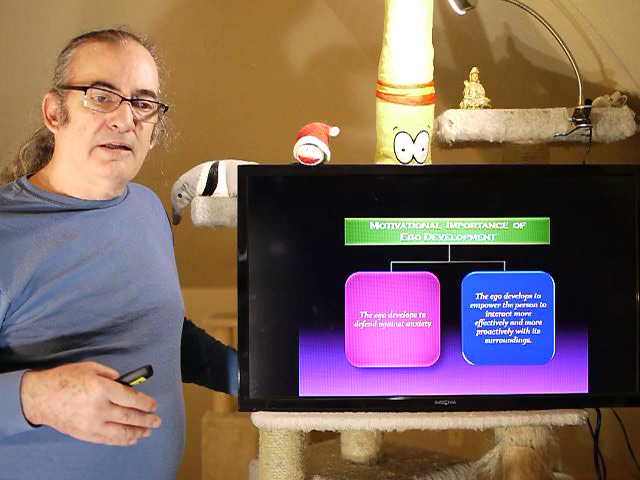 MOTIVATIONAL IMPORTANCE OF
EGO DEVELOPMENT
The ego develops to
defend against anxiety
The ego develops to
empower the person to
interact more
effectively and more
proactively with its
surroundings.
INSIGNIA